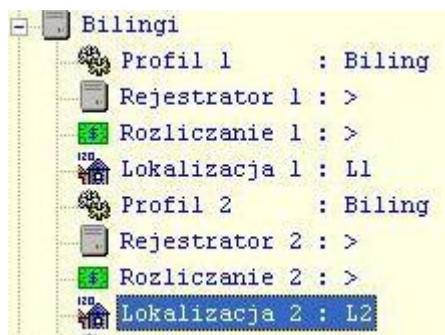 Bilingi
Profil 1 : Biling
Rejestrator 1 : >
Rozliczanie 1 : >
Lokalizacja 1 : L1
Profil 2 : Biling
Rejestrator 2 : >
Rozliczanie 2 : >
Lokalizacja 2 : L2